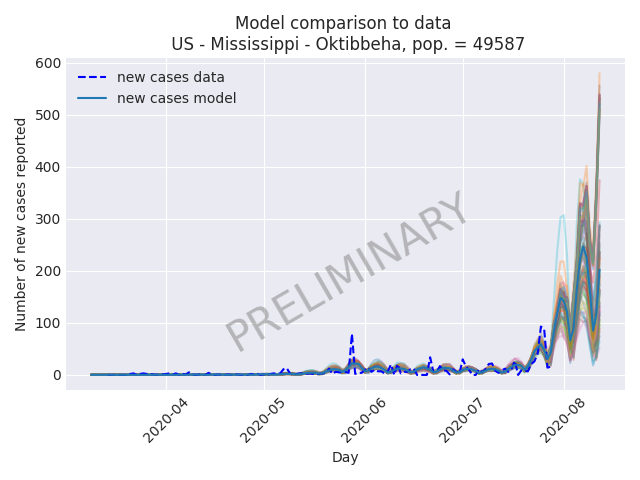 Model comparison to data
US - Mississippi - Oktibbeha, pop. = 49587
new cases data
new cases model
PRELIMINARY
Number of new cases reported
600
500
400
300
200
100
0
2020-04
2020-05
2020-06
2020-07
2020-08
Day